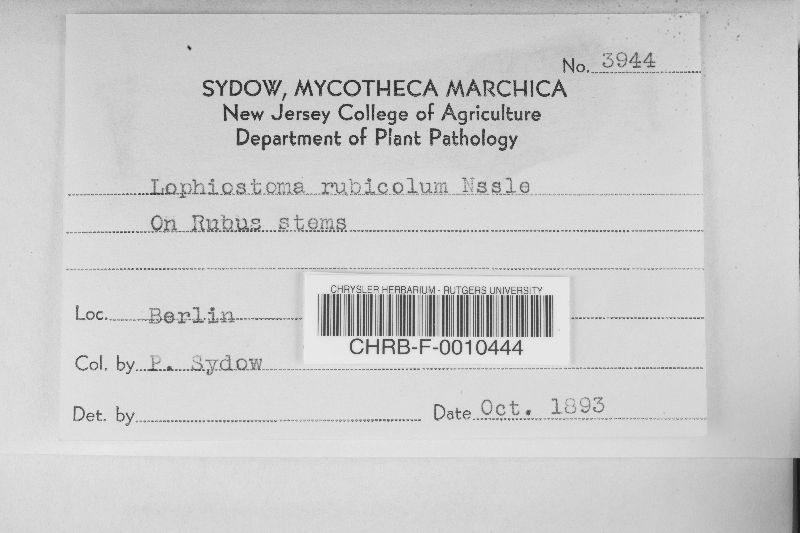 No. 3944
SYDOW, MYCOTHECA MARCHICA
New Jersey College of Agriculture
Department of Plant Pathology
Lophiostoma rubicolum Nssle
On Rubus stems
Loc. Berlin
CHRYSLER HERBARIUM - RUTGERS UNIVERSITY
CHRB-F-0010444
Col. by P. Sydow
Det. by
Date Oct. 1893